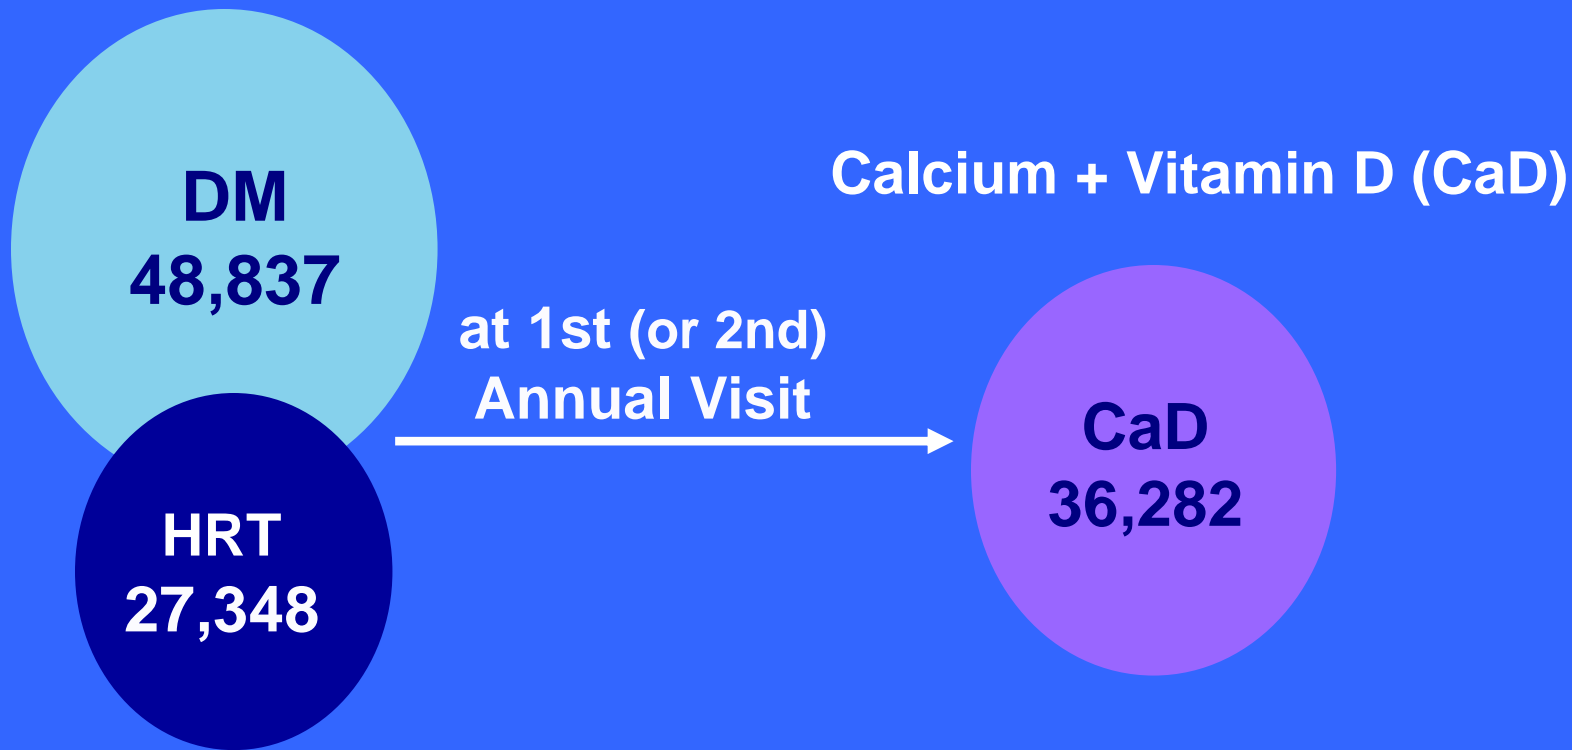 DM
48,837
HRT
27,348
at 1st (or 2nd)
Annual Visit
Calcium + Vitamin D (CaD)
CaD
36,282